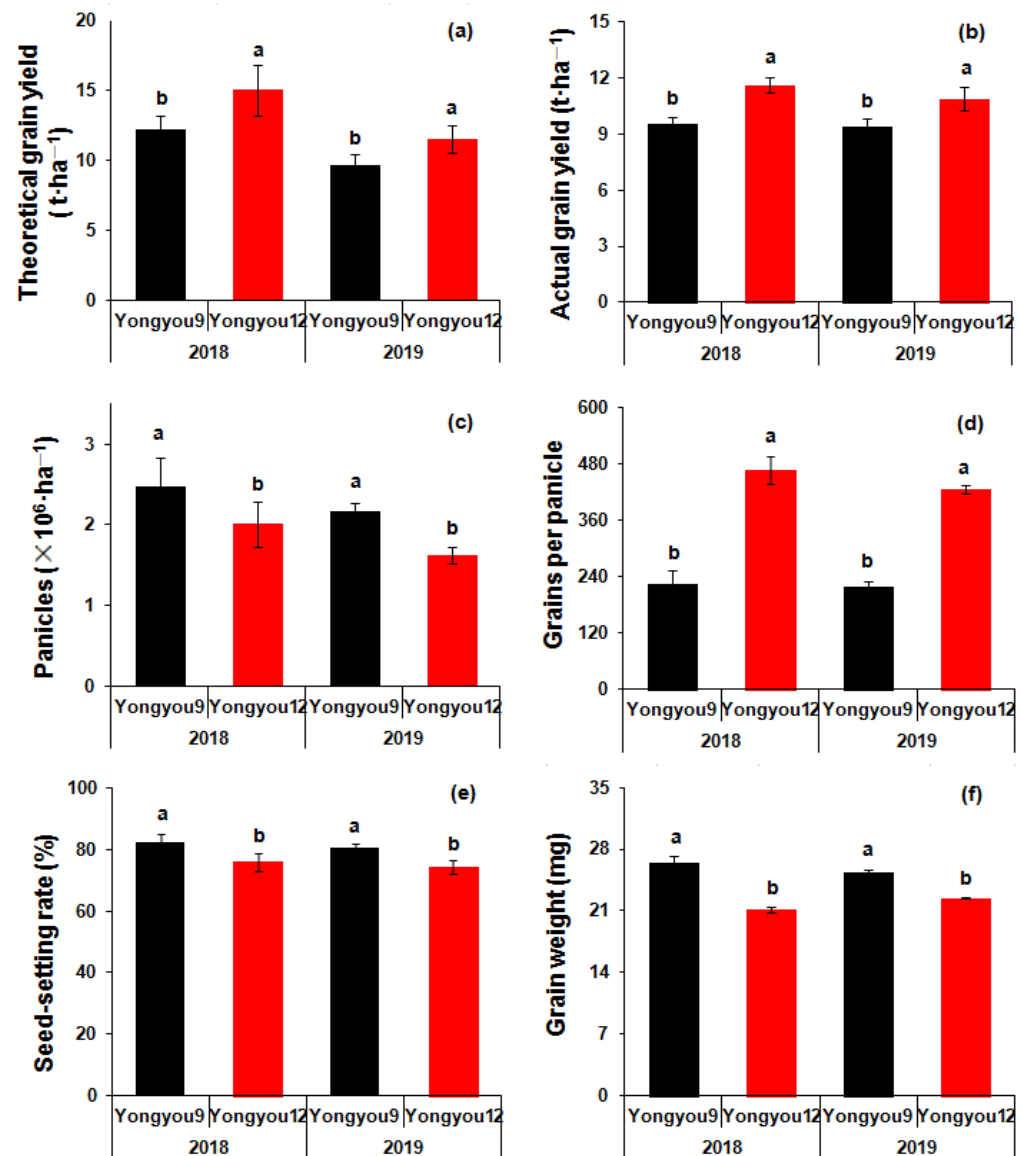 Theoretical grain yield
( t·ha⁻¹)
20
15
10
5
0
(a)
b
a
b
a
Yongyou9 Yongyou12 Yongyou9 Yongyou12
2018 2019
Actual grain yield (t·ha⁻¹)
15
12
9
6
3
0
(b)
b
a
b
a
Yongyou9 Yongyou12 Yongyou9 Yongyou12
2018 2019
Panicles (×10⁶·ha⁻¹)
3
2
1
0
(c)
a
b
a
b
Yongyou9 Yongyou12 Yongyou9 Yongyou12
2018 2019
Grains per panicle
600
480
360
240
120
0
(d)
b
a
b
a
Yongyou9 Yongyou12 Yongyou9 Yongyou12
2018 2019
Seed-setting rate (%)
100
80
60
40
20
0
(e)
a
b
a
b
Yongyou9 Yongyou12 Yongyou9 Yongyou12
2018 2019
Grain weight (mg)
35
28
21
14
7
0
(f)
a
b
a
b
Yongyou9 Yongyou12 Yongyou9 Yongyou12
2018 2019